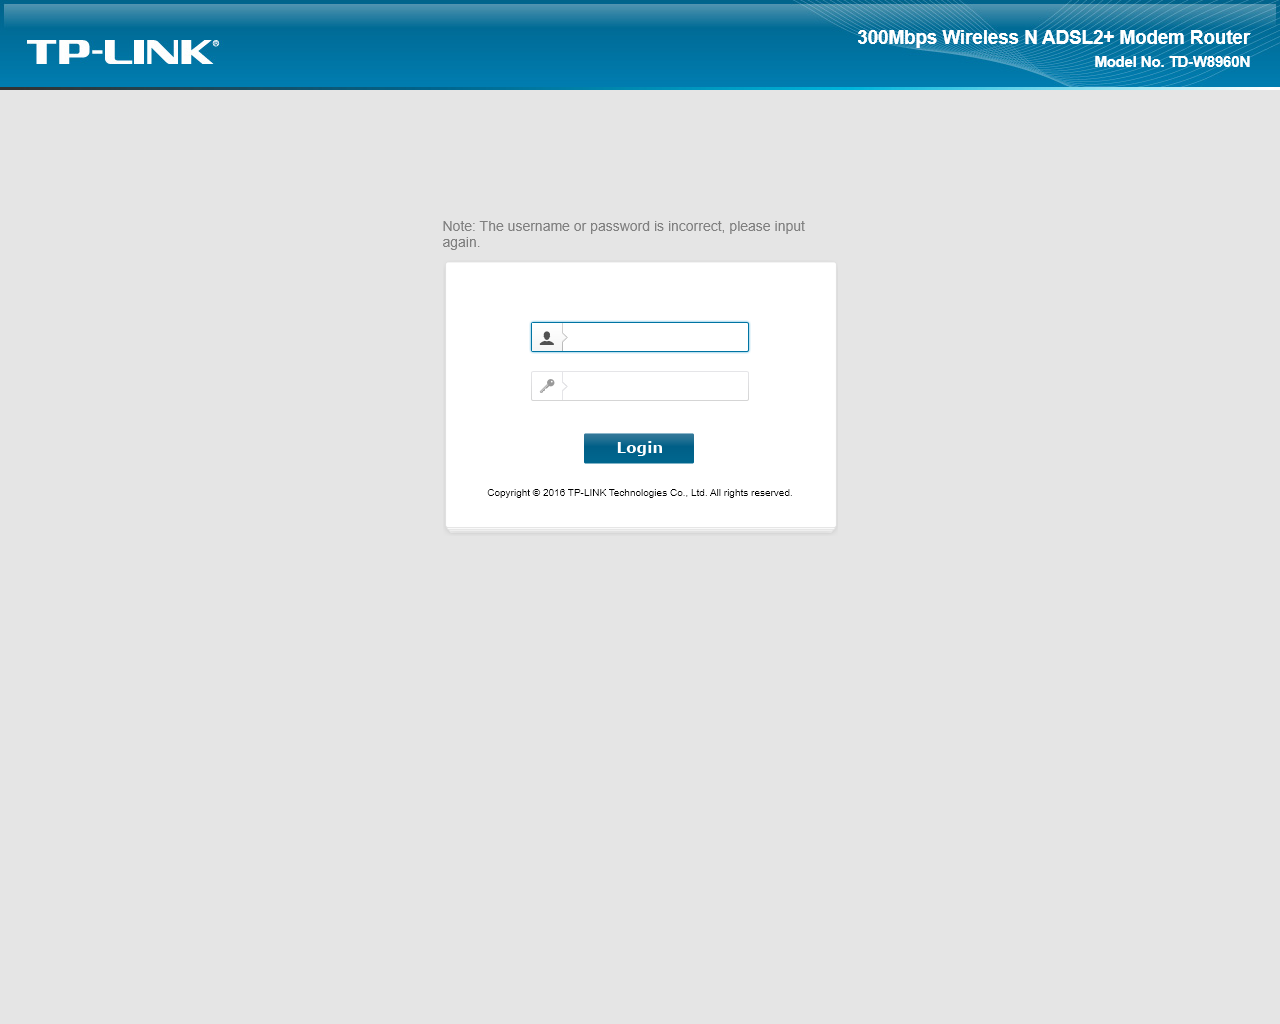 TP-LINK®
300Mbps Wireless N ADSL2+ Modem Router
Model No. TD-W8960N
Note: The username or password is incorrect, please input
again.
Login
Copyright © 2016 TP-LINK Technologies Co., Ltd. All rights reserved.